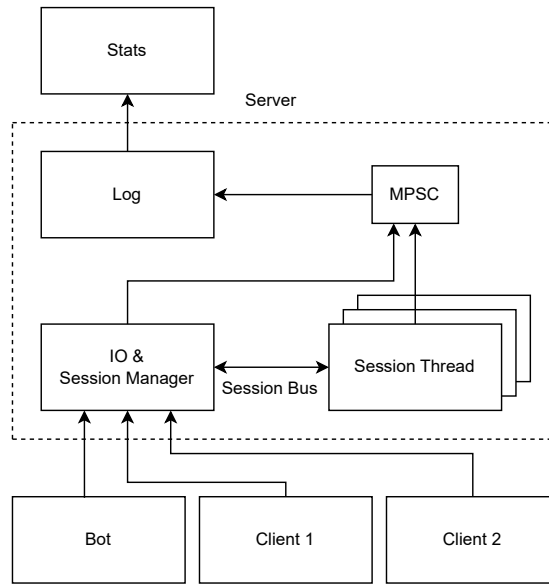 Stats
Server
Log
MPSC
IO &
Session Manager
Session Bus
Session Thread
Bot
Client 1
Client 2